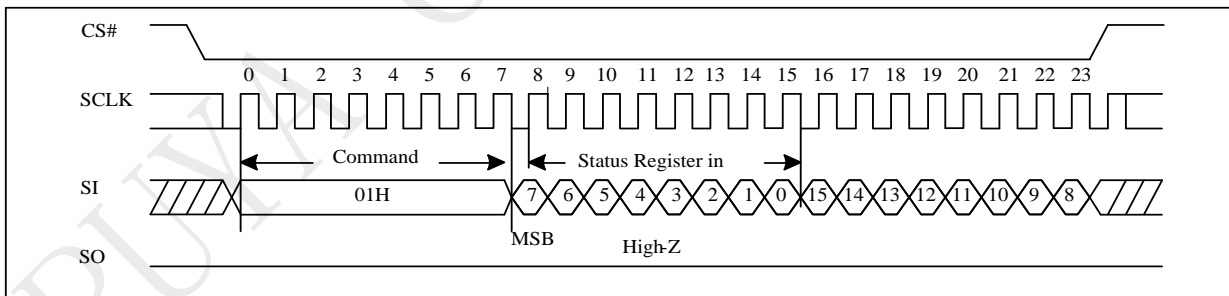 CS#
0 1 2 3 4 5 6 7 8 9 10 11 12 13 14 15 16 17 18 19 20 21 22 23
SCLK
Command Status Register in
SI 01H 7 6 5 4 3 2 1 0 15 14 13 12 11 10 9 8
MSB High-Z
SO
PUYA